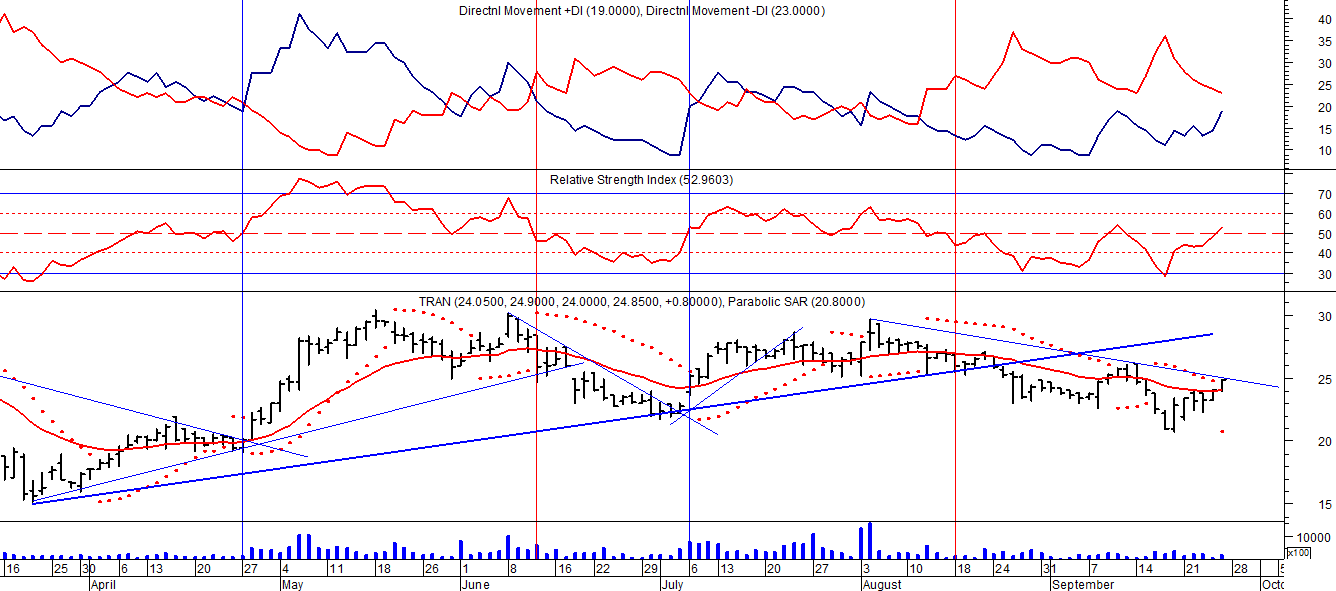 Directnl Movement +DI (19.0000), Directnl Movement -DI (23.0000)
40
35
30
25
20
15
10
Relative Strength Index (52.9603)
70
60
50
40
30
TRAN (24.0500, 24.9000, 24.0000, 24.8500, +0.80000), Parabolic SAR (20.8000)
30
25
20
15
10000
x100
16 25 30 6 13 20 27 4 11 18 26 1 8 16 22 29 6 13 20 27 3 10 18 24 31 7 14 21 28 5
April May June July August September Octo